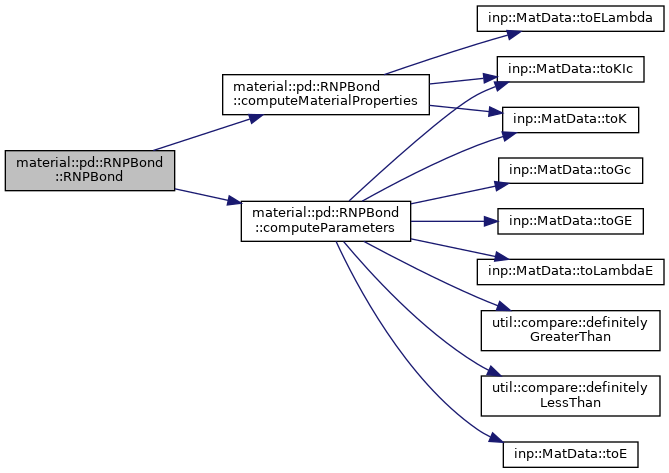 inp::MatData::toELambda
inp::MatData::toKIc
material::pd::RNPBond
::computeMaterialProperties
inp::MatData::toK
material::pd::RNPBond
::RNPBond
inp::MatData::toGc
material::pd::RNPBond
::computeParameters
inp::MatData::toGE
inp::MatData::toLambdaE
util::compare::definitely
GreaterThan
util::compare::definitely
LessThan
inp::MatData::toE